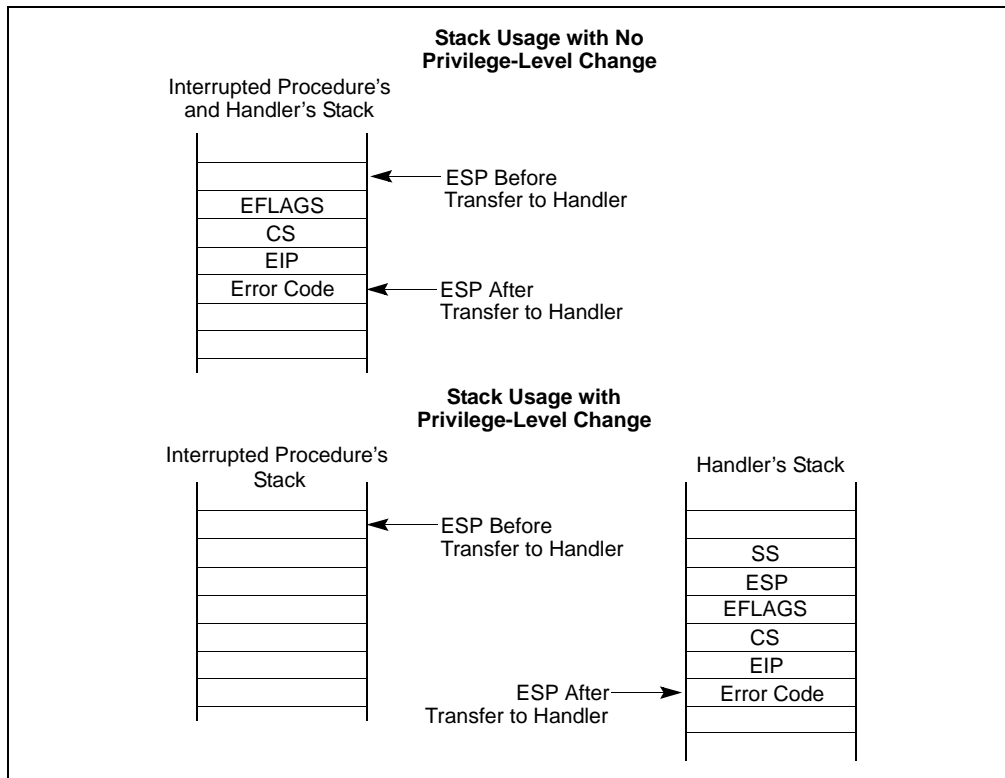 Stack Usage with No
Privilege-Level Change
Interrupted Procedure's
and Handler's Stack
ESP Before
Transfer to Handler
EFLAGS
CS
EIP
Error Code
ESP After
Transfer to Handler
Stack Usage with
Privilege-Level Change
Interrupted Procedure's
Stack
Handler's Stack
ESP Before
Transfer to Handler
SS
ESP
EFLAGS
CS
EIP
ESP After
Transfer to Handler
Error Code